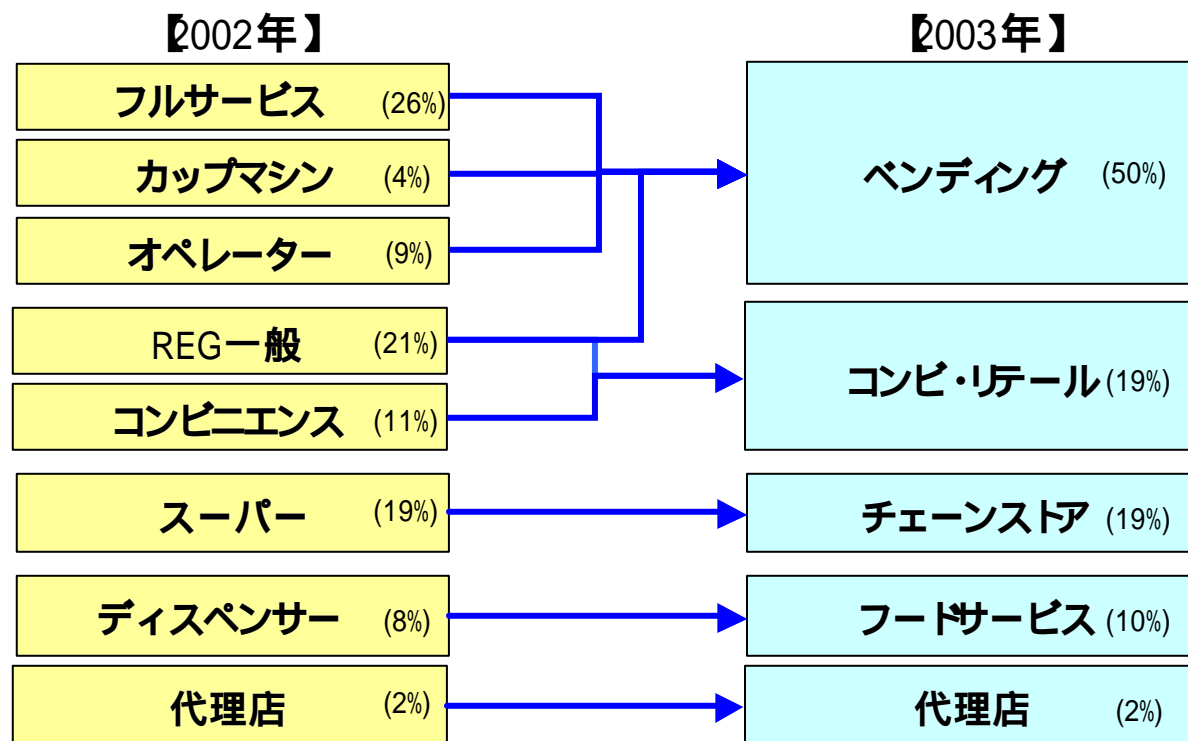 【2002年】
【2003年】
フルサービス (26%)
カップマシン (4%)
オペレーター (9%)
ベンディング (50%)
REG一般 (21%)
コンビニエンス (11%)
コンビ・リテール (19%)
スーパー (19%)
チェーンストア (19%)
ディスペンサー (8%)
フードサービス (10%)
代理店 (2%)
代理店 (2%)